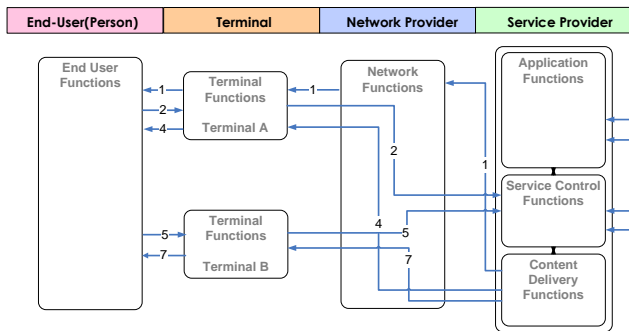 End-User(Person) Terminal Network Provider Service Provider
End User
Functions
Terminal
Functions
Terminal A
Network
Functions
Application
Functions
1
1
2
4
2
1
Service Control
Functions
4
5
5
7
7
Terminal
Functions
Terminal B
Content
Delivery
Functions